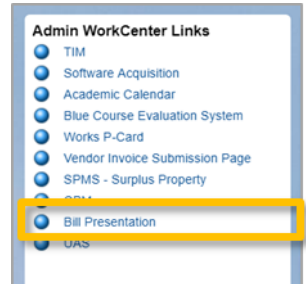 Admin WorkCenter Links
TIM
Software Acquisition
Academic Calendar
Blue Course Evaluation System
Works P-Card
Vendor Invoice Submission Page
SPMS - Surplus Property
Bill Presentation
UAS